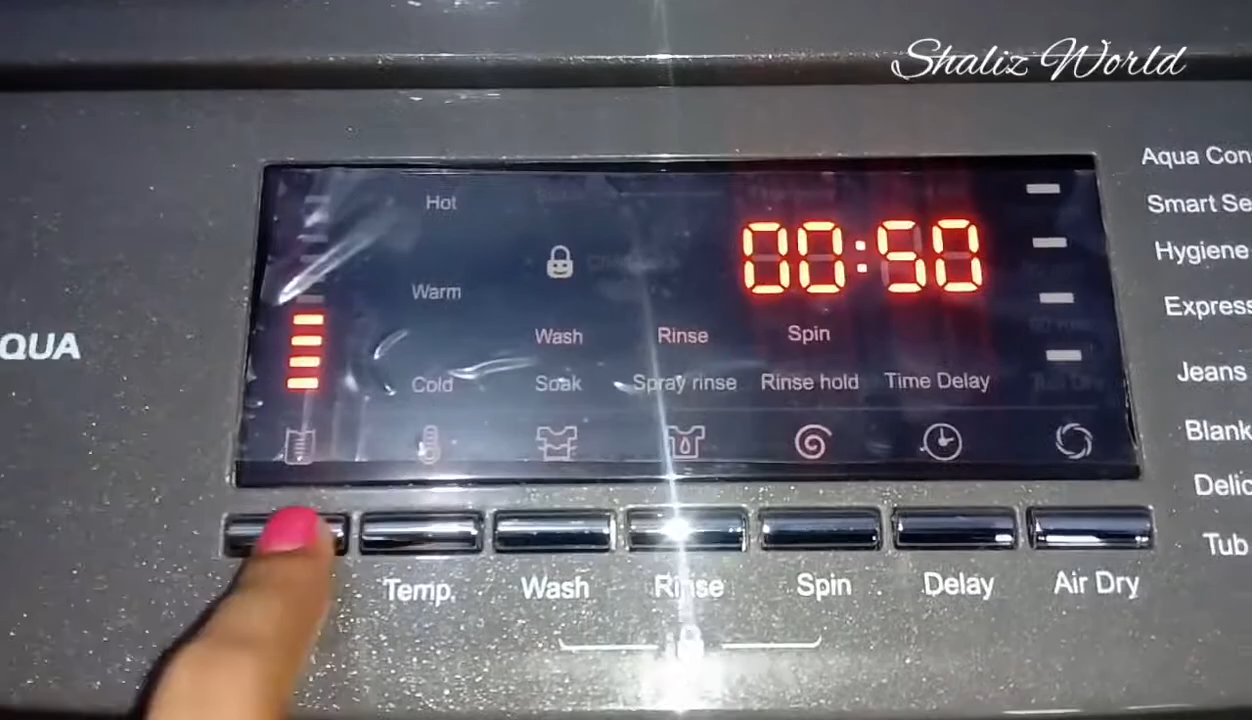 Shaliz World
Aqua Con
Smart Se
Hygiene
Express
Jeans
Blank
Delic
Tub
QUA
Hot
00:50
Warm
Wash Rinse Spin
Cold Soak Spray rinse Rinse hold Time Delay
Temp. Wash Rinse Spin Delay Air Dry